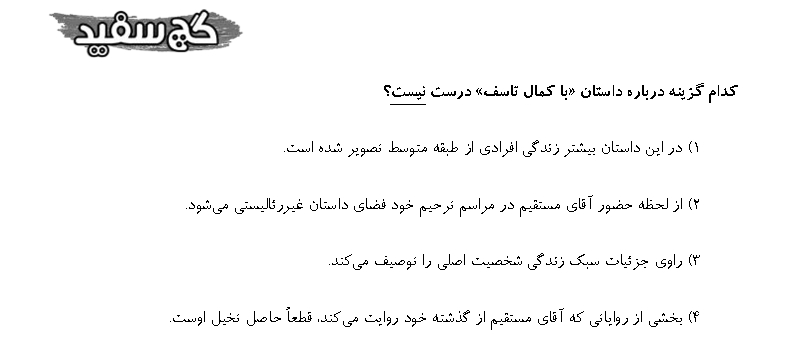 گچ سفید
کدام گزینه درباره داستان «با کمال تاسف» درست نیست؟
۱) در این داستان بیشتر زندگی افرادی از طبقه متوسط تصویر شده است.
۲) از لحظه حضور آقای مستقیم در مراسم ترحیم خود فضای داستان غیررئالیستی می‌شود.
۳) راوی جزئیات سبک زندگی شخصیت اصلی را توصیف می‌کند.
۴) بخشی از روایاتی که آقای مستقیم از گذشته خود روایت می‌کند، قطعاً حاصل تخیل اوست.